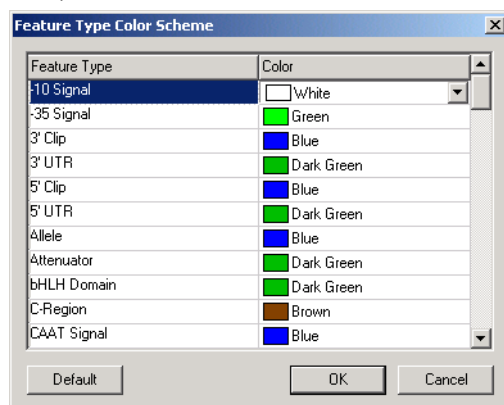 Feature Type Color Scheme
Feature Type Color
-10 Signal White
-35 Signal Green
3' Clip Blue
3' UTR Dark Green
5' Clip Blue
5' UTR Dark Green
Allele Blue
Attenuator Dark Green
bHLH Domain Dark Green
C-Region Brown
CAAT Signal Blue
Default OK Cancel